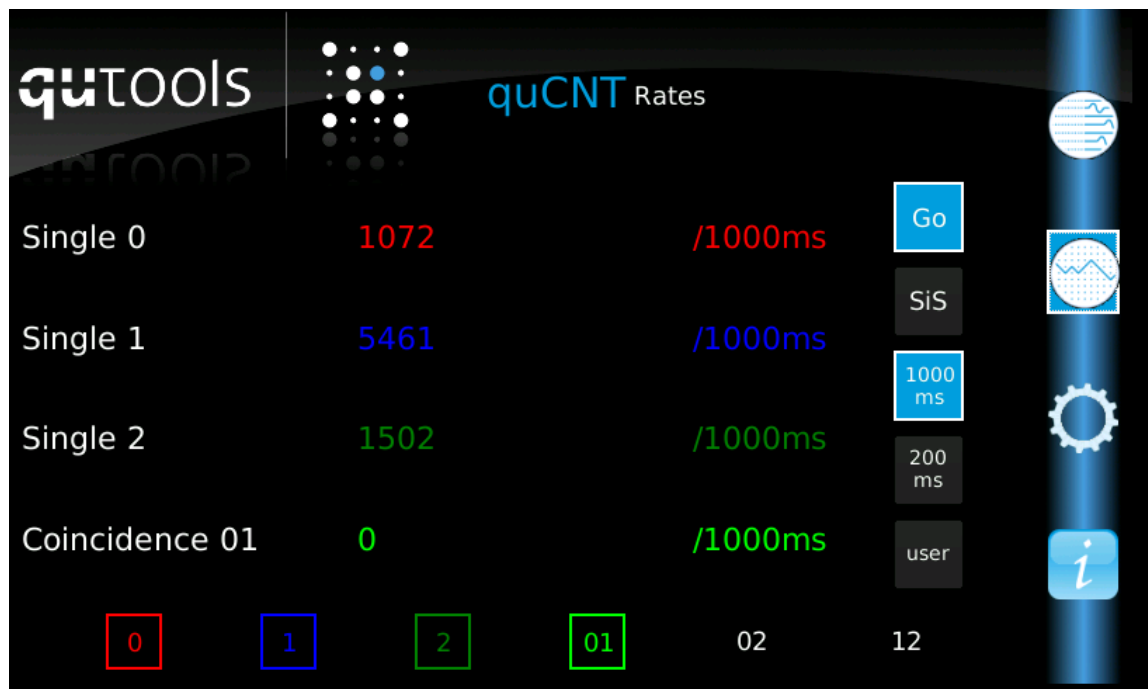 qutools
quCNT Rates
Go
Single 0 1072 /1000ms
SiS
Single 1 5461 /1000ms
1000
ms
Single 2 1502 /1000ms
200
ms
Coincidence 01 0 /1000ms
user
i
0 1 2 01 02 12